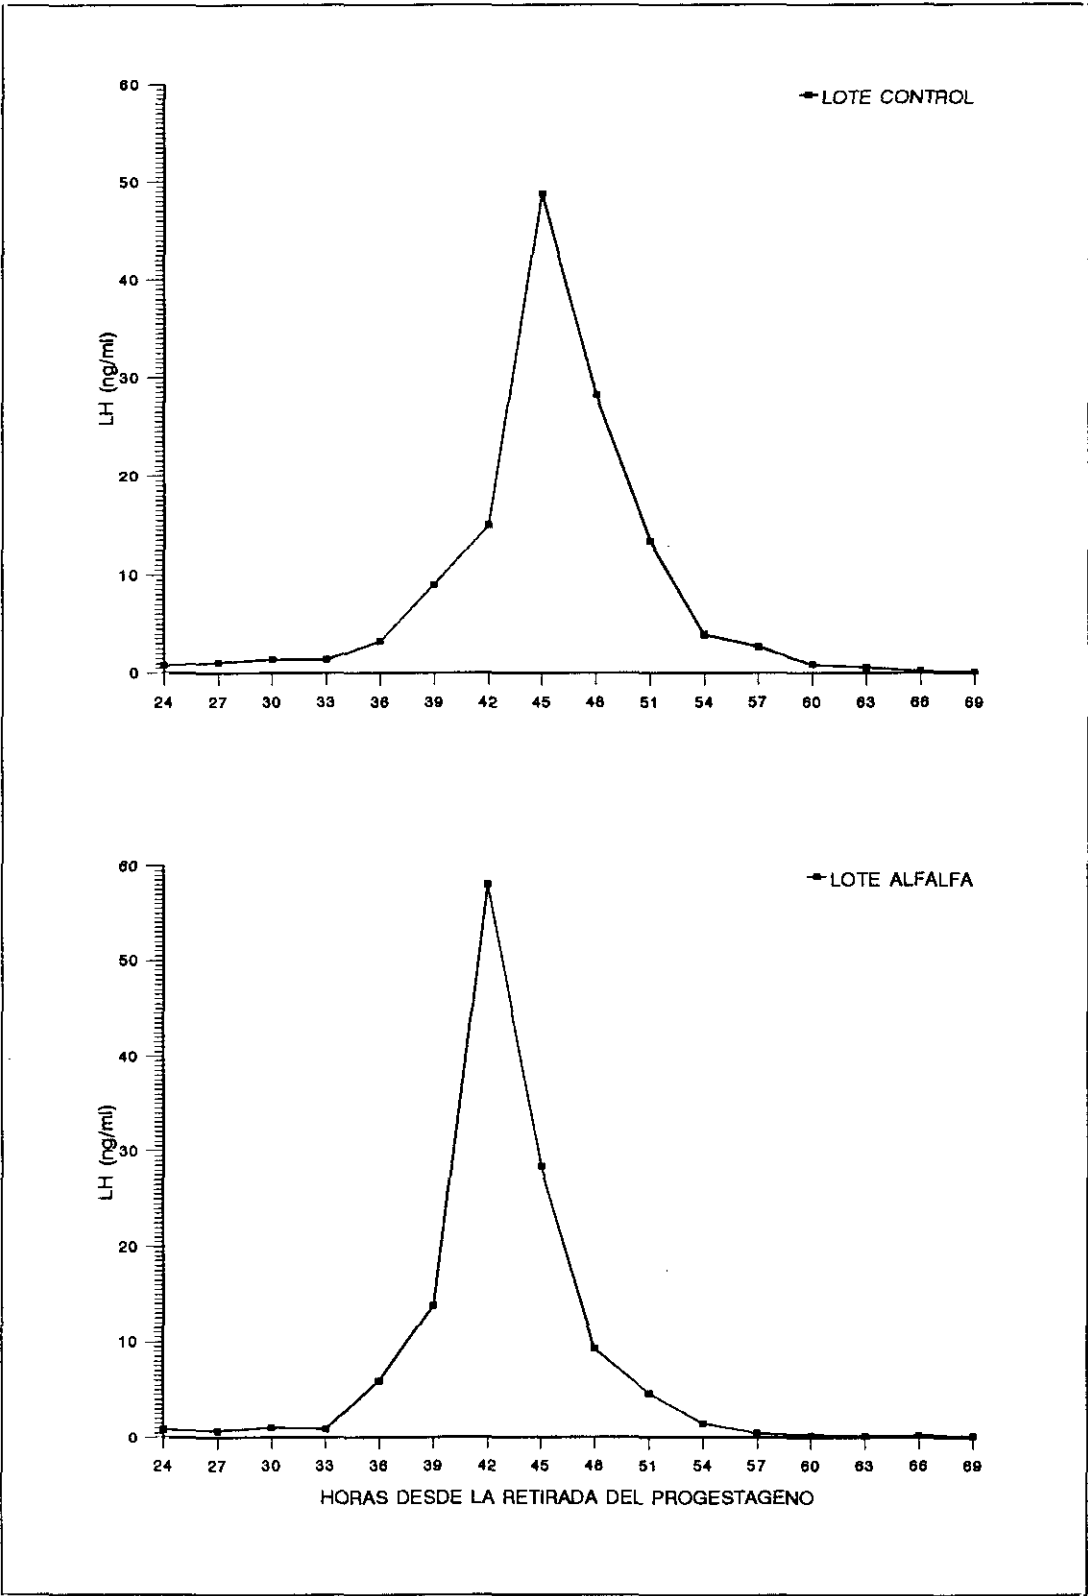 LOTE CONTROL
60
50
40
30
20
10
0
LH (ng/ml)
24 27 30 33 36 39 42 45 48 51 54 57 60 63 66 69
LOTE ALFALFA
60
50
40
30
20
10
0
LH (ng/ml)
24 27 30 33 36 39 42 45 48 51 54 57 60 63 66 69
HORAS DESDE LA RETIRADA DEL PROGESTAGENO